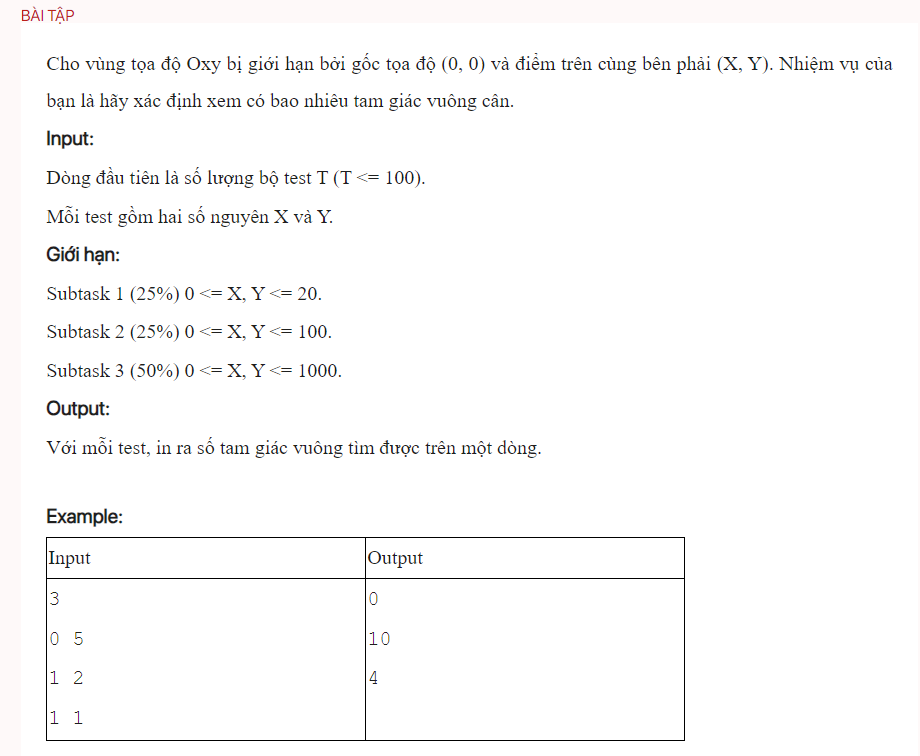 BÀI TẬP
Cho vùng tọa độ Oxy bị giới hạn bởi gốc tọa độ (0, 0) và điểm trên cùng bên phải (X, Y). Nhiệm vụ của
bạn là hãy xác định xem có bao nhiêu tam giác vuông cân.
Input:
Dòng đầu tiên là số lượng bộ test T (T <= 100).
Mỗi test gồm hai số nguyên X và Y.
Giới hạn:
Subtask 1 (25%) 0 <= X, Y <= 20.
Subtask 2 (25%) 0 <= X, Y <= 100.
Subtask 3 (50%) 0 <= X, Y <= 1000.
Output:
Với mỗi test, in ra số tam giác vuông tìm được trên một dòng.
Example:
Input Output
3 0
0 5 10
1 2 4
1 1